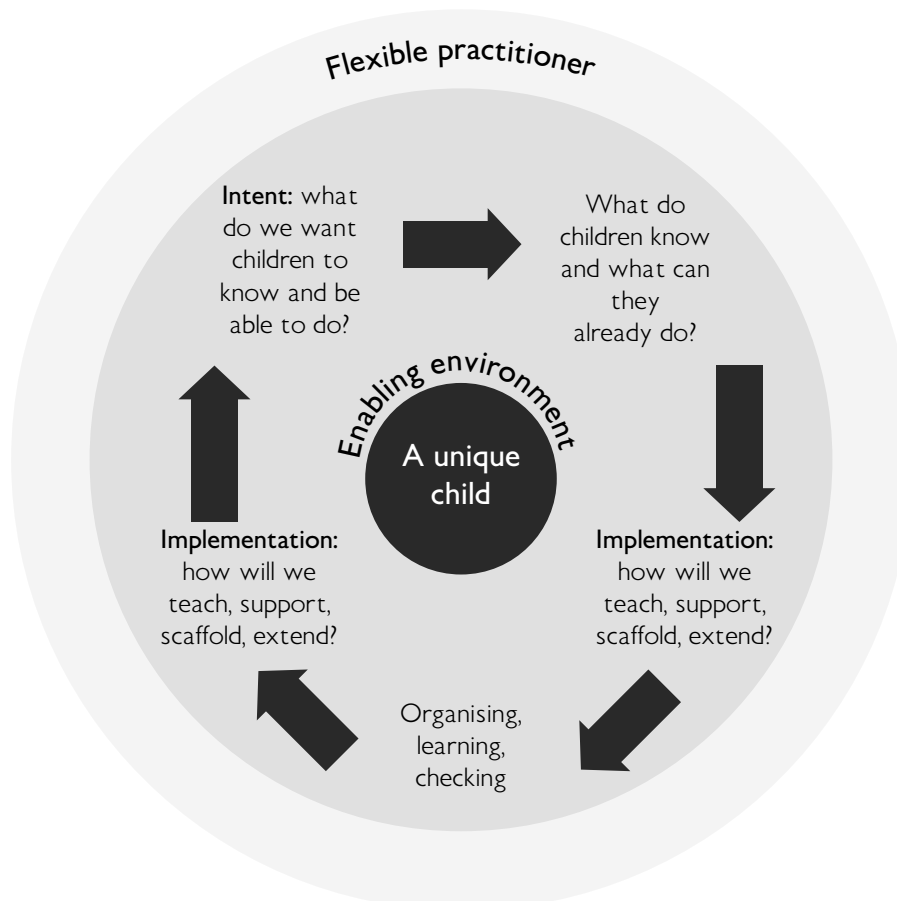 Flexible practitioner
Intent: what
do we want
children to
know and be
able to do?
What do
children know
and what can
they
already do?
Enabling environment
A unique
child
Implementation:
how will we
teach, support,
scaffold, extend?
Implementation:
how will we
teach, support,
scaffold, extend?
Organising,
learning,
checking